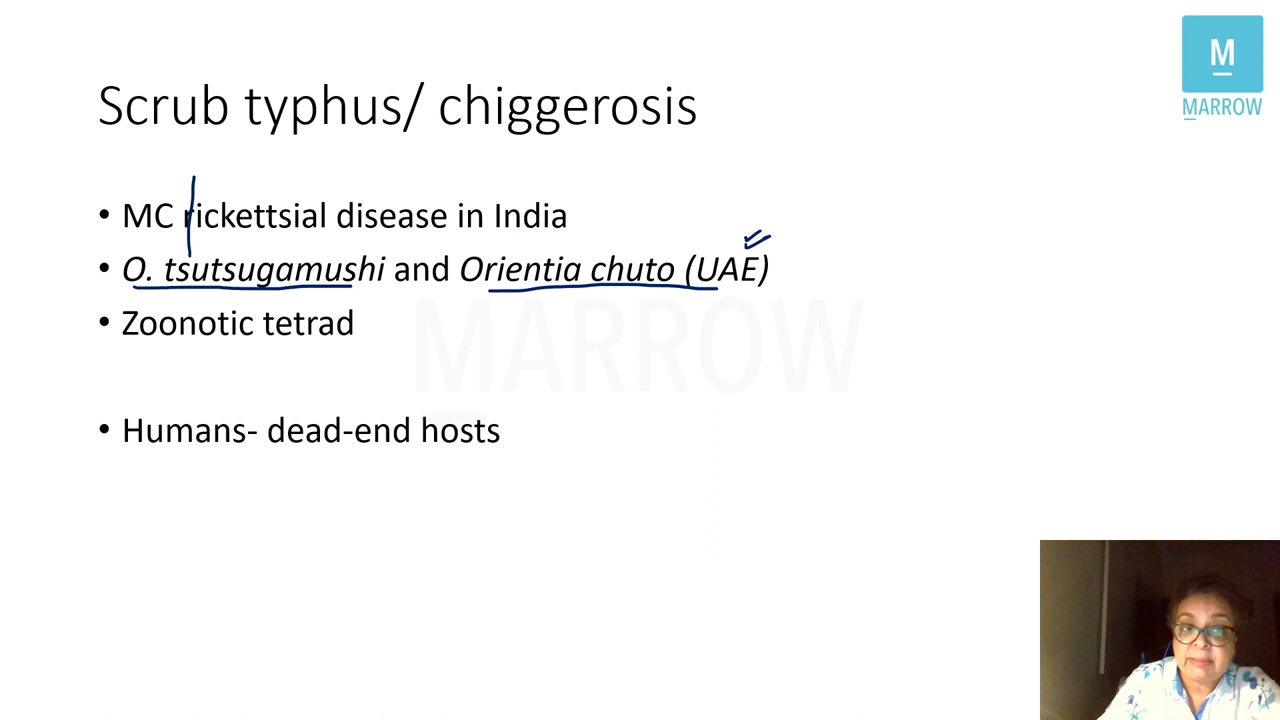 M
MARROW
Scrub typhus/ chiggerosis
• MC rickettsial disease in India
• O. tsutsugamushi and Orientia chuto (UAE)
• Zoonotic tetrad
MARROW
• Humans- dead-end hosts